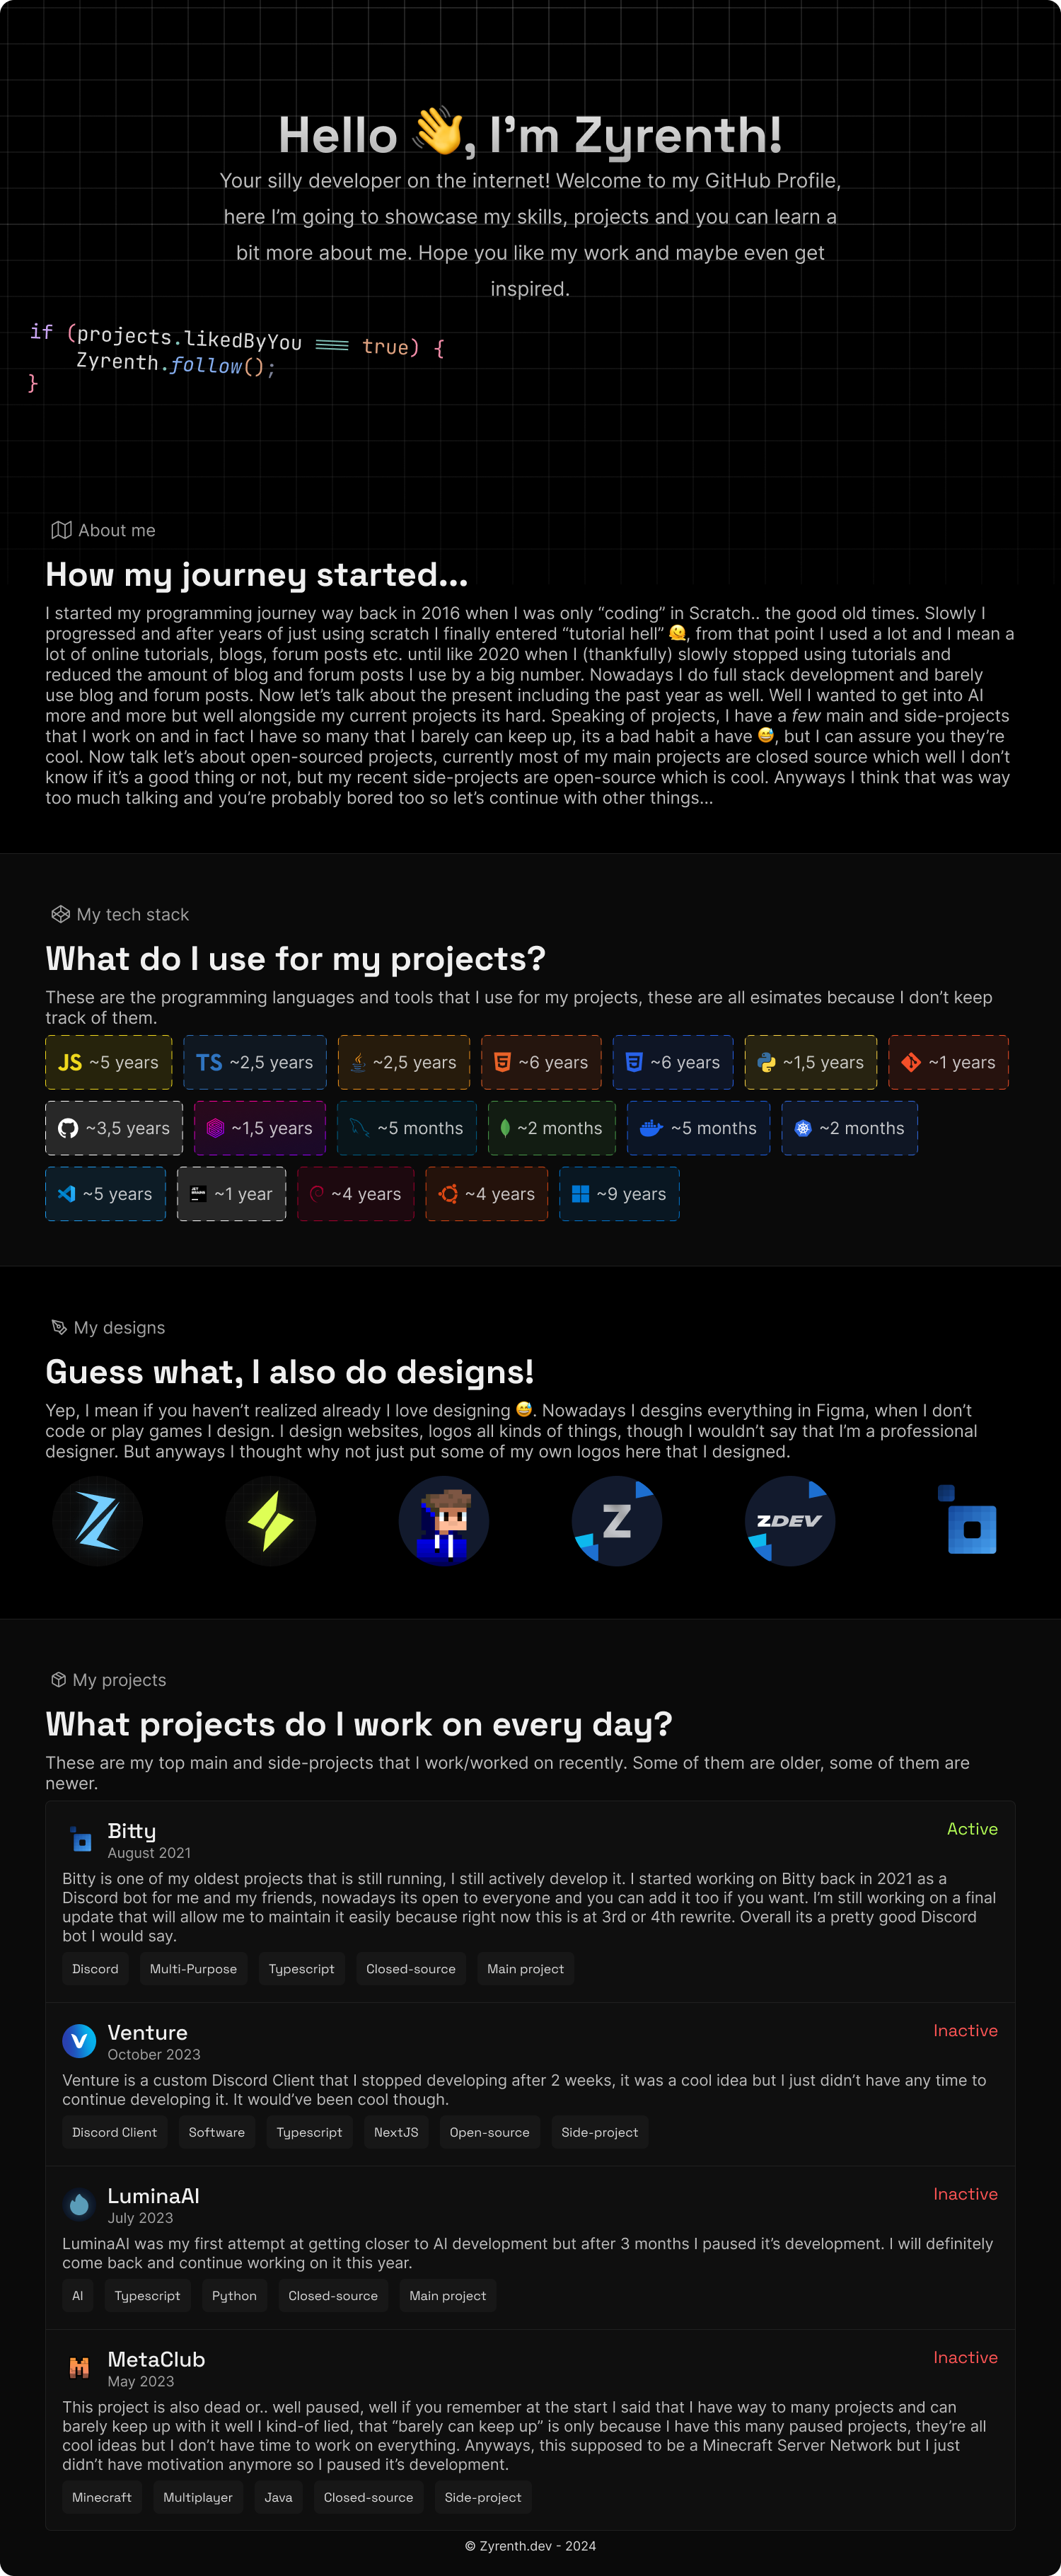 Hello 👋, I’m Zyrenth!
Your silly developer on the internet! Welcome to my GitHub Profile,
here I’m going to showcase my skills, projects and you can learn a
bit more about me. Hope you like my work and maybe even get
inspired.
if (projects.likedByYou === true) {
Zyrenth.follow();
}
About me
How my journey started...
I started my programming journey way back in 2016 when I was only “coding” in Scratch.. the good old times. Slowly I
progressed and after years of just using scratch I finally entered “tutorial hell” 🫠, from that point I used a lot and I mean a
lot of online tutorials, blogs, forum posts etc. until like 2020 when I (thankfully) slowly stopped using tutorials and
reduced the amount of blog and forum posts I use by a big number. Nowadays I do full stack development and barely
use blog and forum posts. Now let’s talk about the present including the past year as well. Well I wanted to get into AI
more and more but well alongside my current projects its hard. Speaking of projects, I have a few main and side-projects
that I work on and in fact I have so many that I barely can keep up, its a bad habit a have 😅, but I can assure you they’re
cool. Now talk let’s about open-sourced projects, currently most of my main projects are closed source which well I don’t
know if it’s a good thing or not, but my recent side-projects are open-source which is cool. Anyways I think that was way
too much talking and you’re probably bored too so let’s continue with other things...
My tech stack
What do I use for my projects?
These are the programming languages and tools that I use for my projects, these are all esimates because I don’t keep
track of them.
JS ~5 years TS ~2,5 years ~2,5 years ~6 years ~6 years ~1,5 years ~1 years
~3,5 years ~1,5 years ~5 months ~2 months ~5 months ~2 months
~5 years ~1 year ~4 years ~4 years ~9 years
My designs
Guess what, I also do designs!
Yep, I mean if you haven’t realized already I love designing 😅. Nowadays I desgins everything in Figma, when I don’t
code or play games I design. I design websites, logos all kinds of things, though I wouldn’t say that I’m a professional
designer. But anyways I thought why not just put some of my own logos here that I designed.
Z ZDEV
My projects
What projects do I work on every day?
These are my top main and side-projects that I work/worked on recently. Some of them are older, some of them are
newer.
Bitty Active
August 2021
Bitty is one of my oldest projects that is still running, I still actively develop it. I started working on Bitty back in 2021 as a
Discord bot for me and my friends, nowadays its open to everyone and you can add it too if you want. I’m still working on a final
update that will allow me to maintain it easily because right now this is at 3rd or 4th rewrite. Overall its a pretty good Discord
bot I would say.
Discord Multi-Purpose Typescript Closed-source Main project
Venture Inactive
October 2023
Venture is a custom Discord Client that I stopped developing after 2 weeks, it was a cool idea but I just didn’t have any time to
continue developing it. It would’ve been cool though.
Discord Client Software Typescript NextJS Open-source Side-project
LuminaAI Inactive
July 2023
LuminaAI was my first attempt at getting closer to AI development but after 3 months I paused it’s development. I will definitely
come back and continue working on it this year.
AI Typescript Python Closed-source Main project
MetaClub Inactive
May 2023
This project is also dead or.. well paused, well if you remember at the start I said that I have way to many projects and can
barely keep up with it well I kind-of lied, that “barely can keep up” is only because I have this many paused projects, they’re all
cool ideas but I don’t have time to work on everything. Anyways, this supposed to be a Minecraft Server Network but I just
didn’t have motivation anymore so I paused it’s development.
Minecraft Multiplayer Java Closed-source Side-project
© Zyrenth.dev - 2024